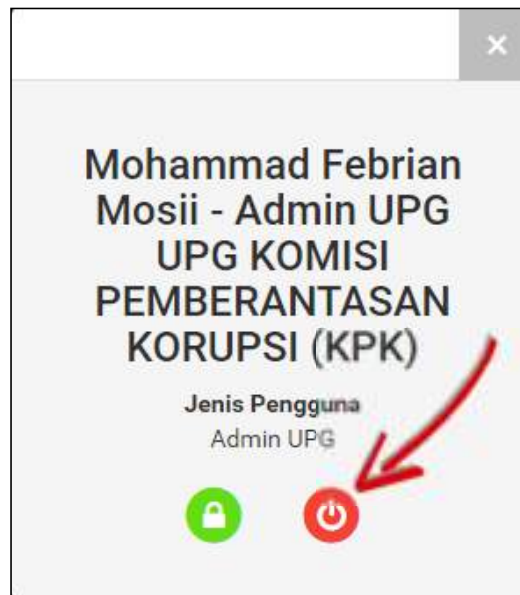 Mohammad Febrian
Mosii - Admin UPG
UPG KOMISI
PEMBERANTASAN
KORUPSI (KPK)
Jenis Pengguna
Admin UPG